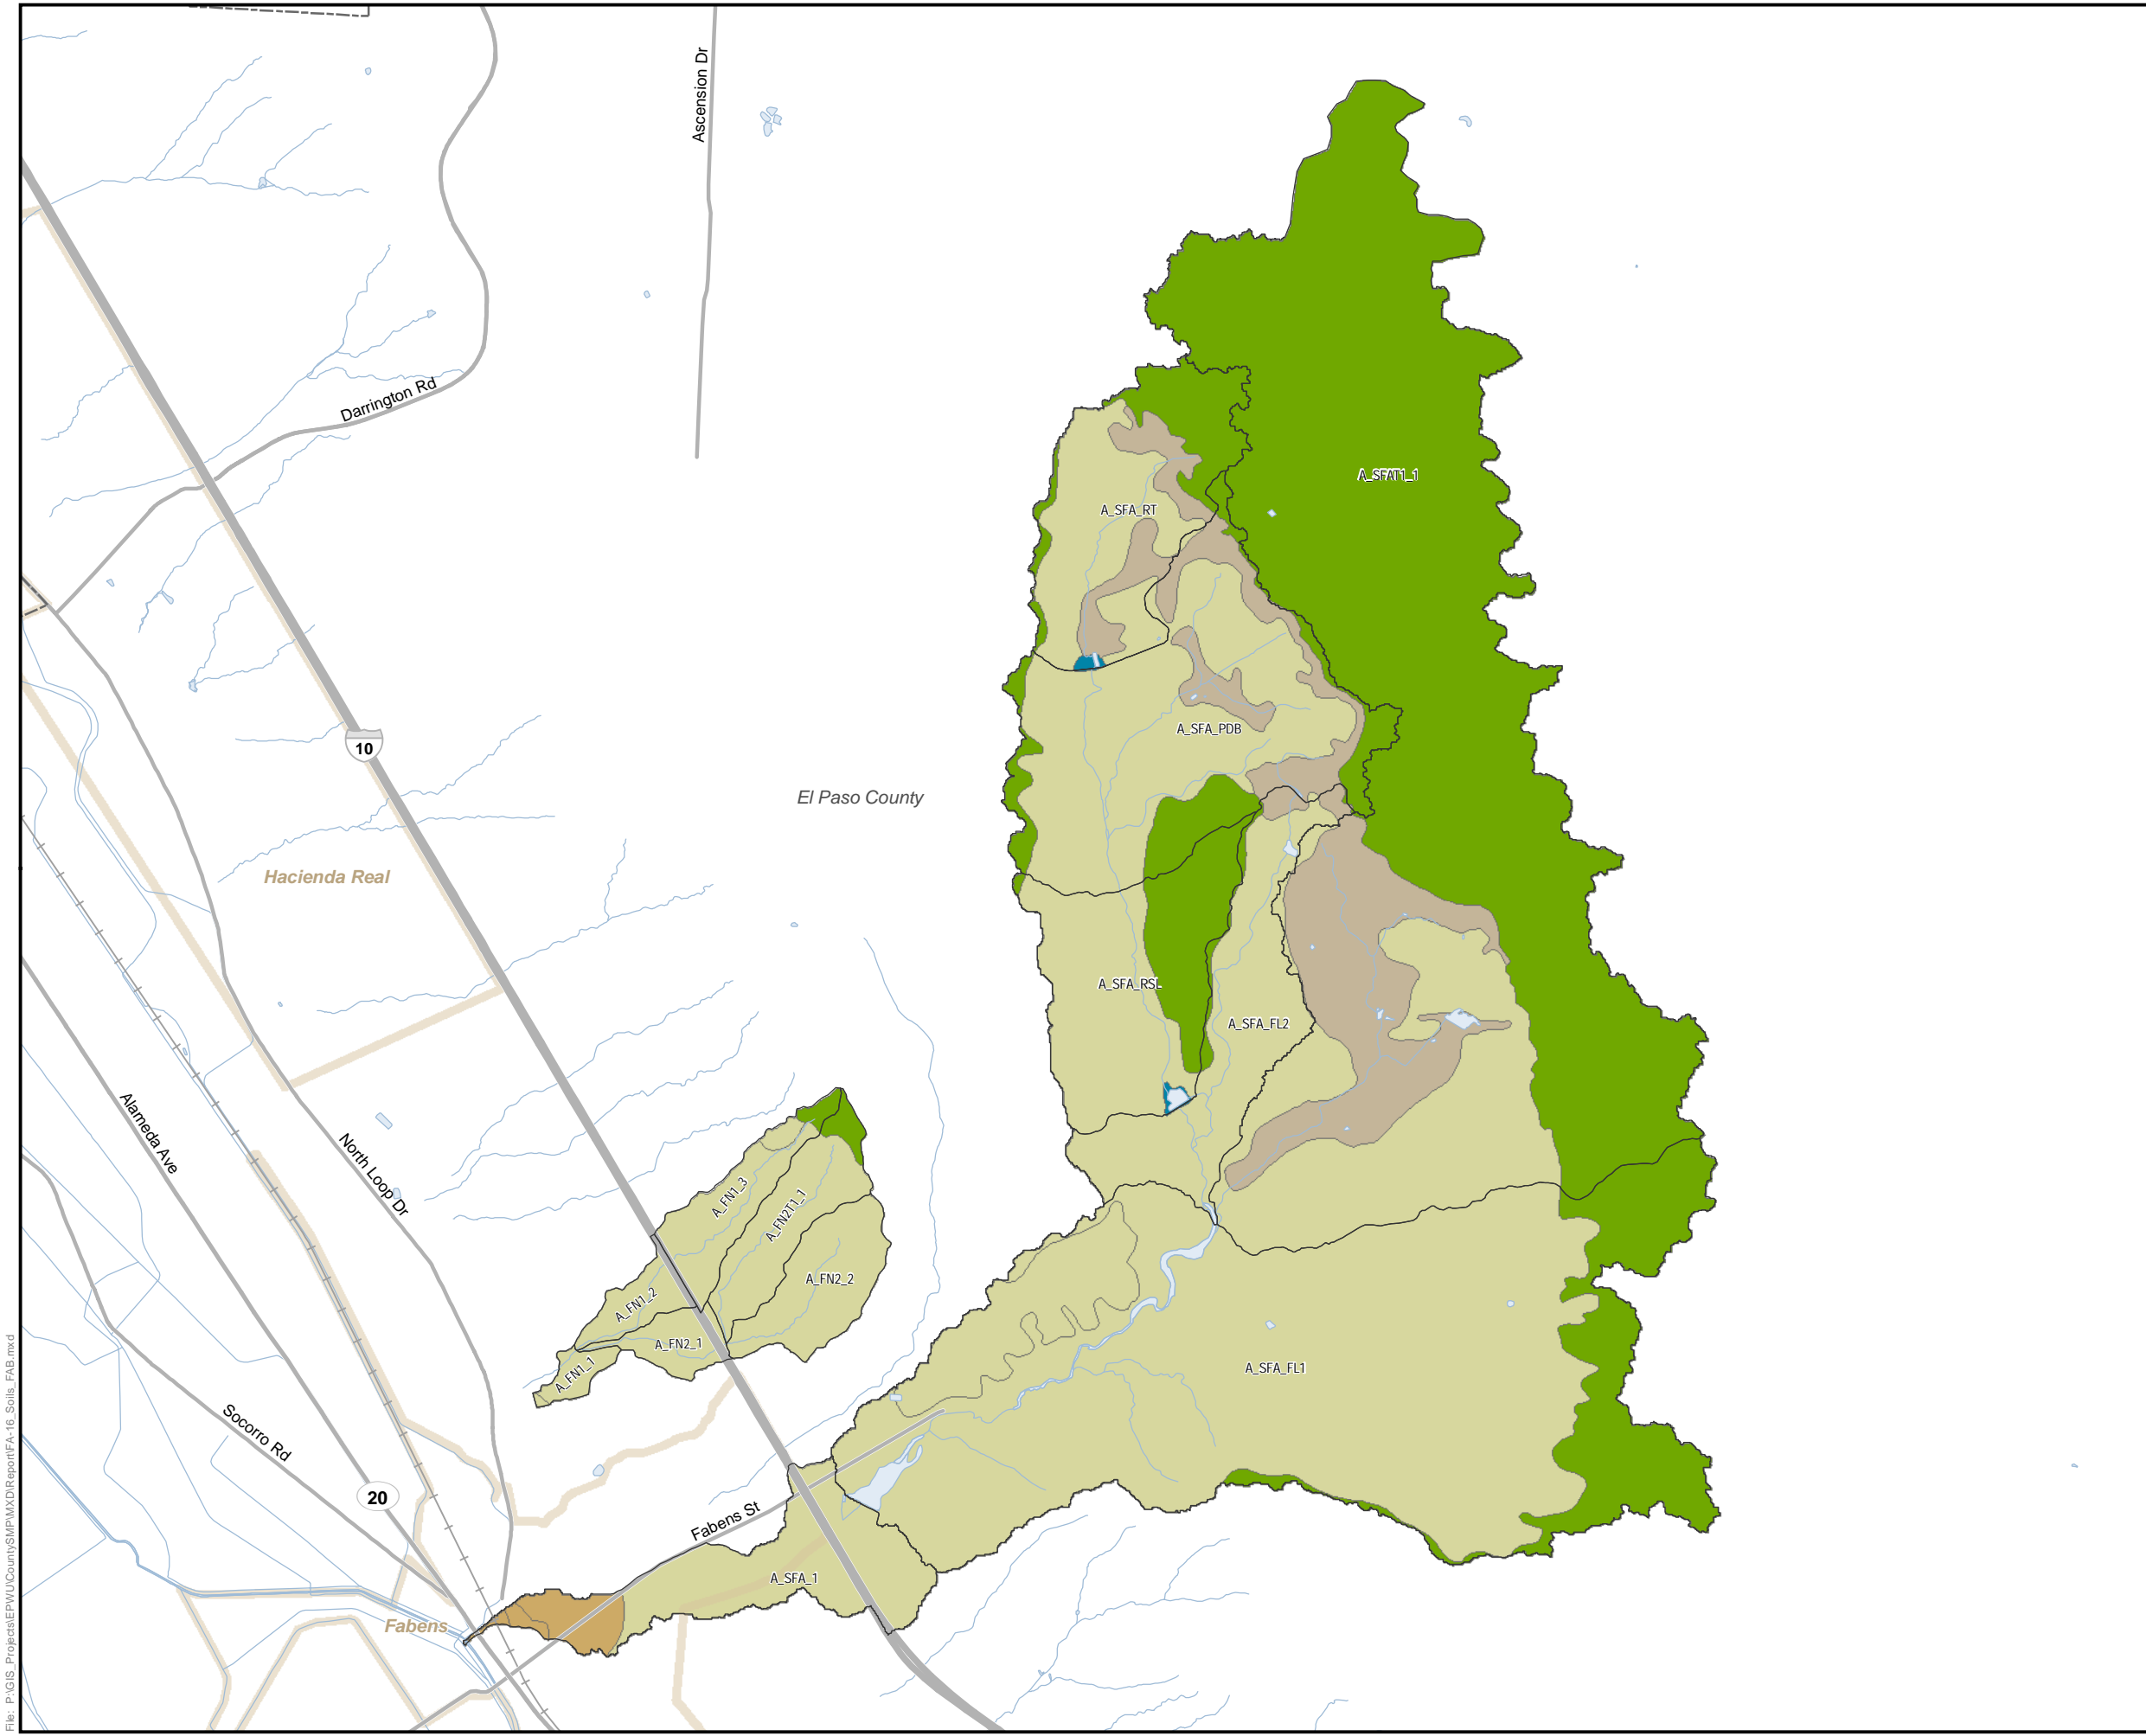 Ascension Dr
Darrington Rd
A_SFAT1_1
A_SFA_RT
A_SFA_PDB
10
El Paso County
Hacienda Real
A_SFA_RSL
A_SFA_FL2
Alameda Ave
North Loop Dr
A_FN1_3
A_FN2T1_1
A_FN2_2
A_FN1_2
A_FN2_1
A_FN1_1
A_SFA_FL1
Socorro Rd
20
Fabens St
A_SFA_1
Fabens
File: P:\GIS_Projects\EPWU\CountySMP\MXD\Report\FA-16_Soils_FAB.mxd